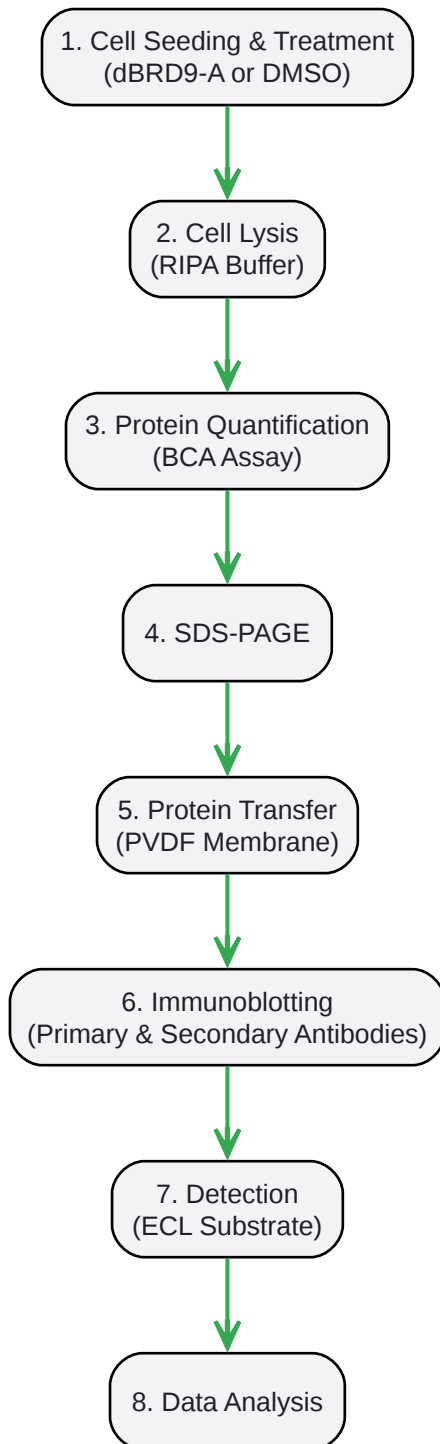 1. Cell Seeding & Treatment
(dBRD9-A or DMSO)
2. Cell Lysis
(RIPA Buffer)
3. Protein Quantification
(BCA Assay)
4. SDS-PAGE
5. Protein Transfer
(PVDF Membrane)
6. Immunoblotting
(Primary & Secondary Antibodies)
7. Detection
(ECL Substrate)
8. Data Analysis